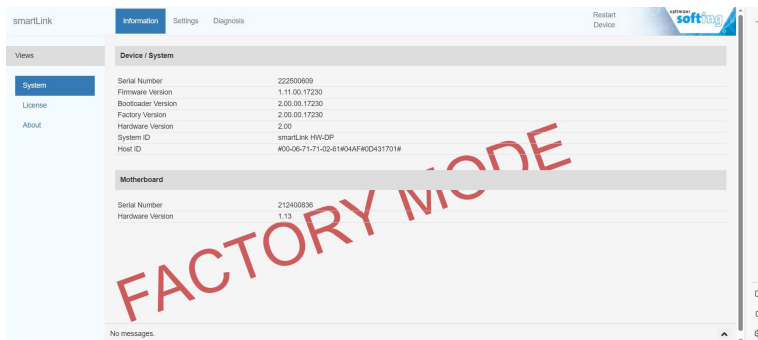 smartLink
Information Settings Diagnosis
Restart
Device
optimize!
softing
Views
System
License
About
Device / System
Serial Number 222500609
Firmware Version 1.11.00.17230
Bootloader Version 2.00.00.17230
Factory Version 2.00.00.17230
Hardware Version 2.00
System ID smartLink HW-DP
Host ID #00-06-71-71-02-61#04AF#0D431701#
Motherboard
Serial Number 212400836
Hardware Version 1.13
FACTORY MODE
No messages.